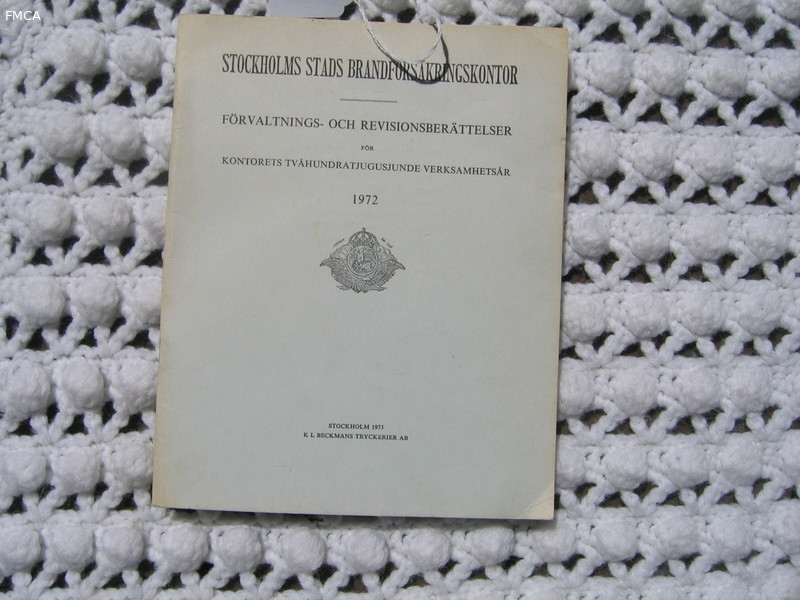 FMCA
STOCKHOLMS STADS BRANDFÖRSÄKRINGSKONTOR
FÖRVALTNINGS- OCH REVISIONSBERÄTTELSER
FÖR
KONTORETS TVÅHUNDRATJUGUSJUNDE VERKSAMHETSÅR
1972
STOCKHOLM 1973
K L BECKMANS TRYCKERIER AB